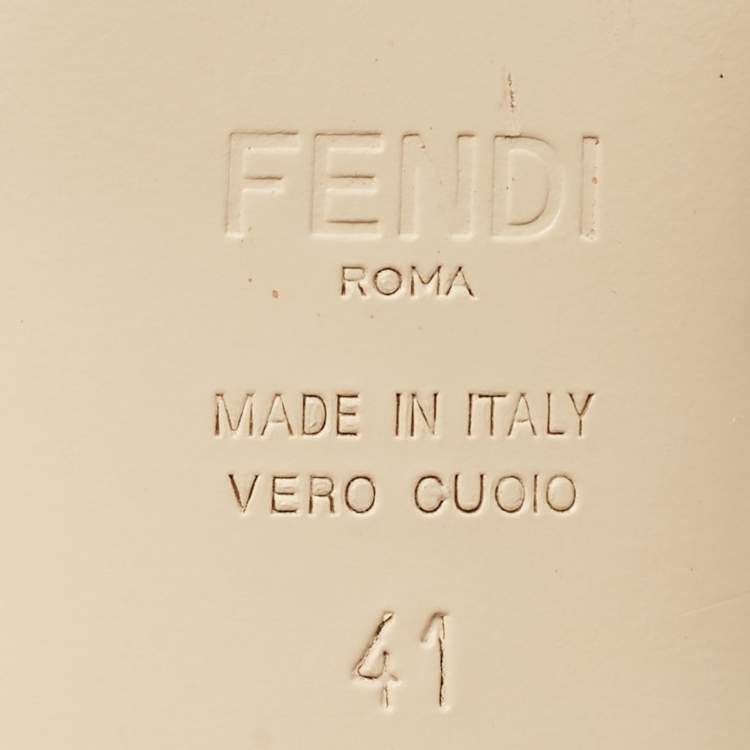 FENDI
ROMA
MADE IN ITALY
VERO CUOIO
41